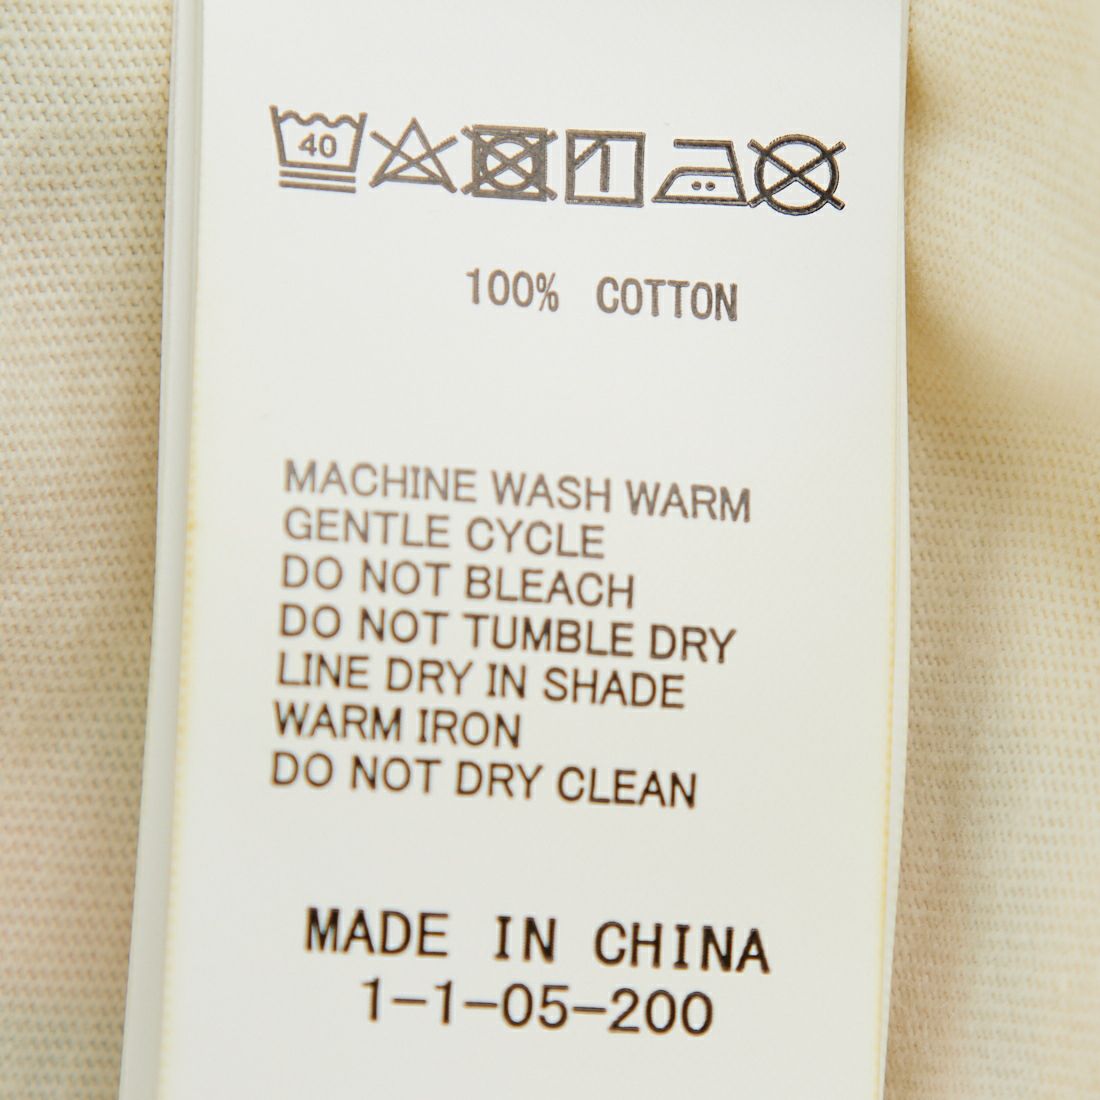 40
100% COTTON
MACHINE WASH WARM
GENTLE CYCLE
DO NOT BLEACH
DO NOT TUMBLE DRY
LINE DRY IN SHADE
WARM IRON
DO NOT DRY CLEAN
MADE IN CHINA
1-1-05-200